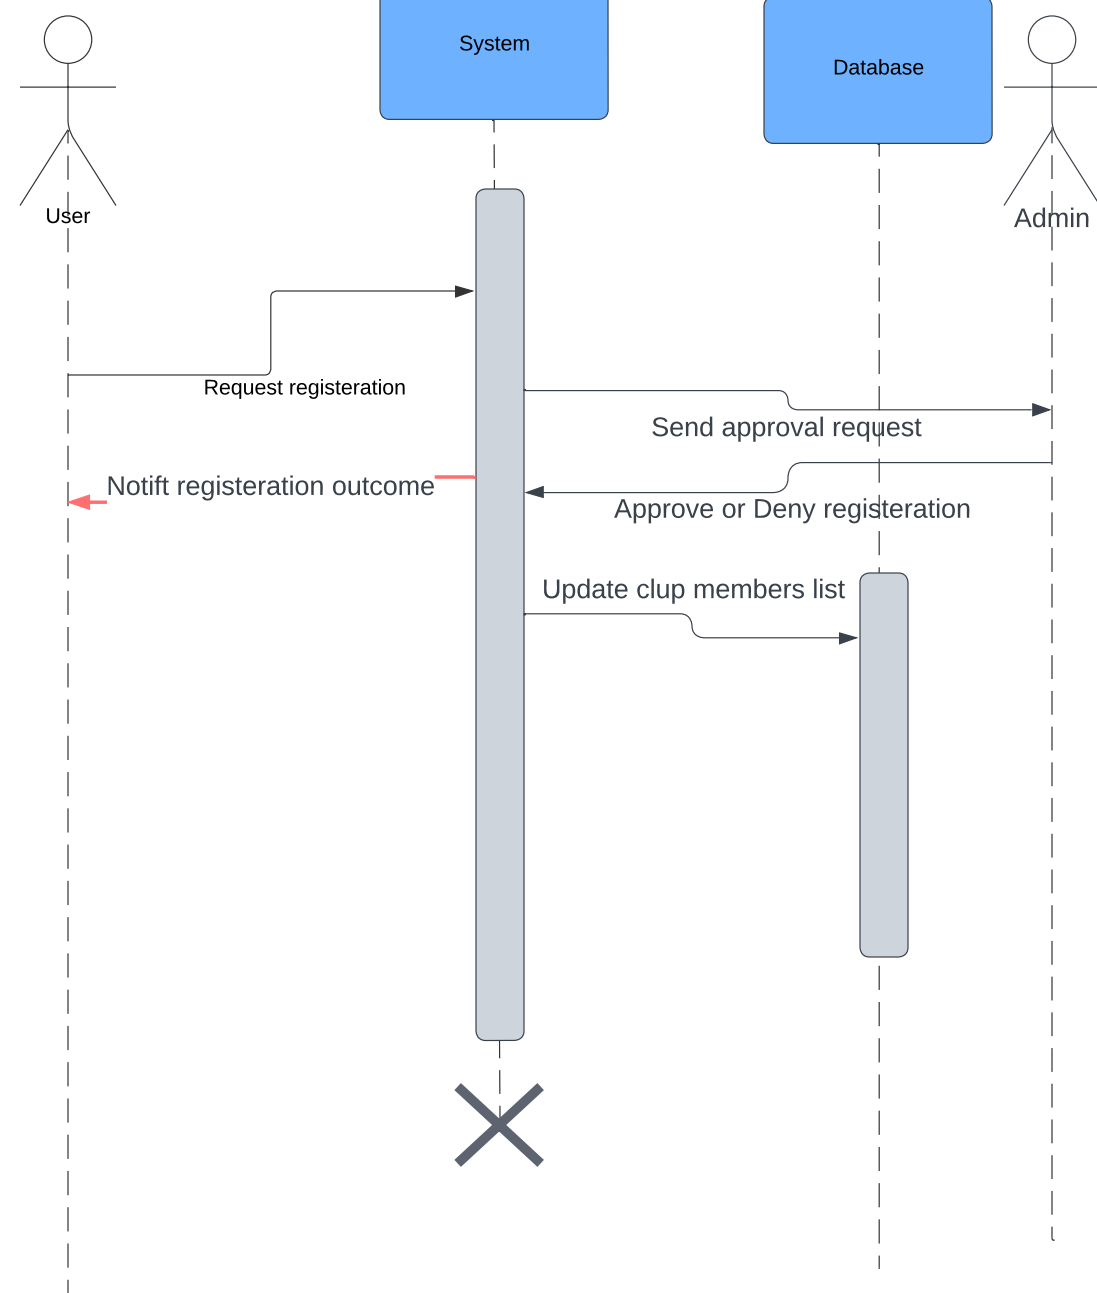 System
Database
User
Admin
Request registeration
Send approval request
Notift registeration outcome
Approve or Deny registeration
Update clup members list